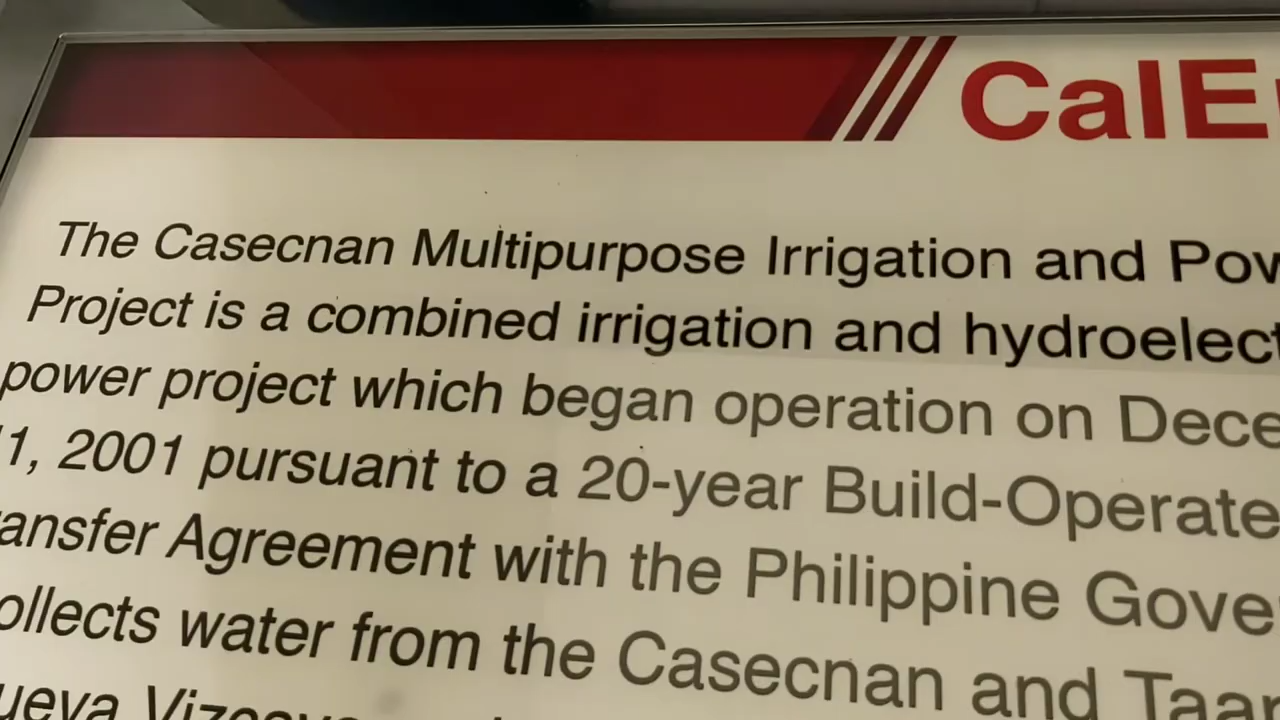 CalE
The Casecnan Multipurpose Irrigation and Pow
Project is a combined irrigation and hydroelect
power project which began operation on Dece
11, 2001 pursuant to a 20-year Build-Operate
ansfer Agreement with the Philippine Gove
ollects water from the Casecnan and Taa
ueva